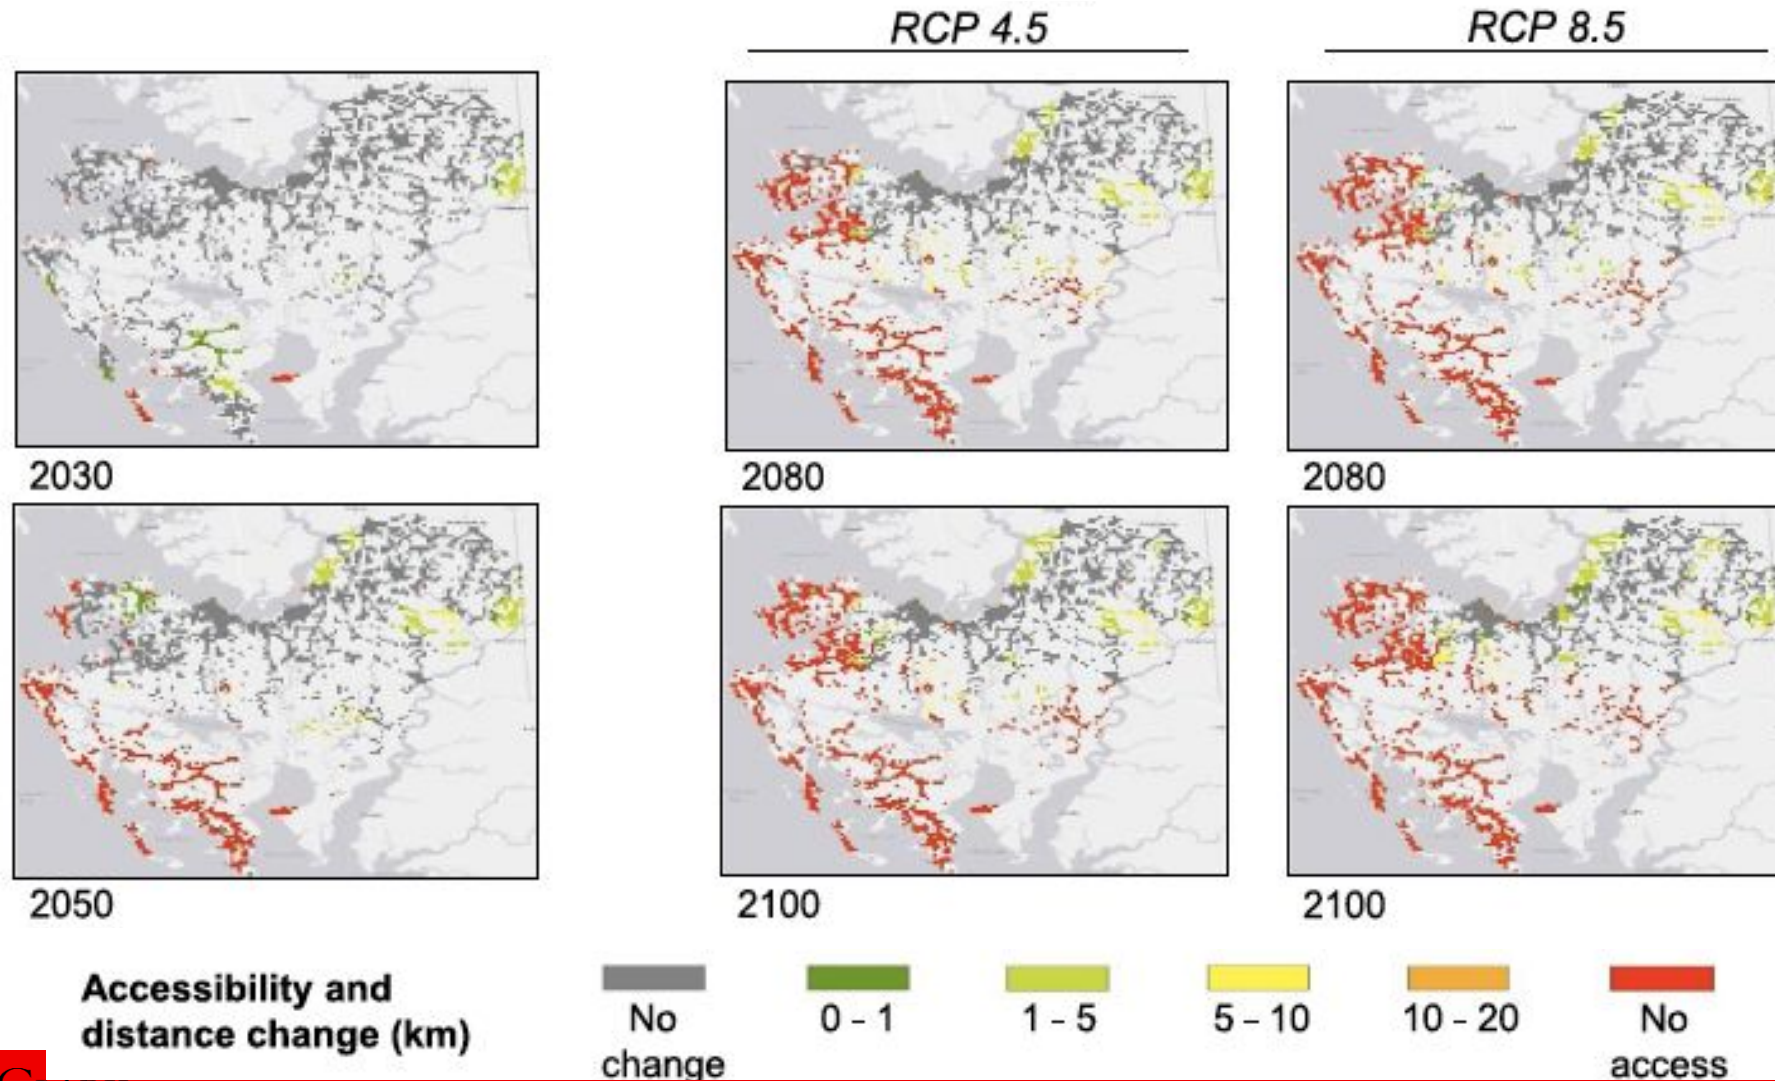 RCP 4.5
RCP 8.5
2030
2080
2080
2050
2100
2100
Accessibility and
distance change (km)
No
change
0 - 1
1 - 5
5 - 10
10 - 20
No
access